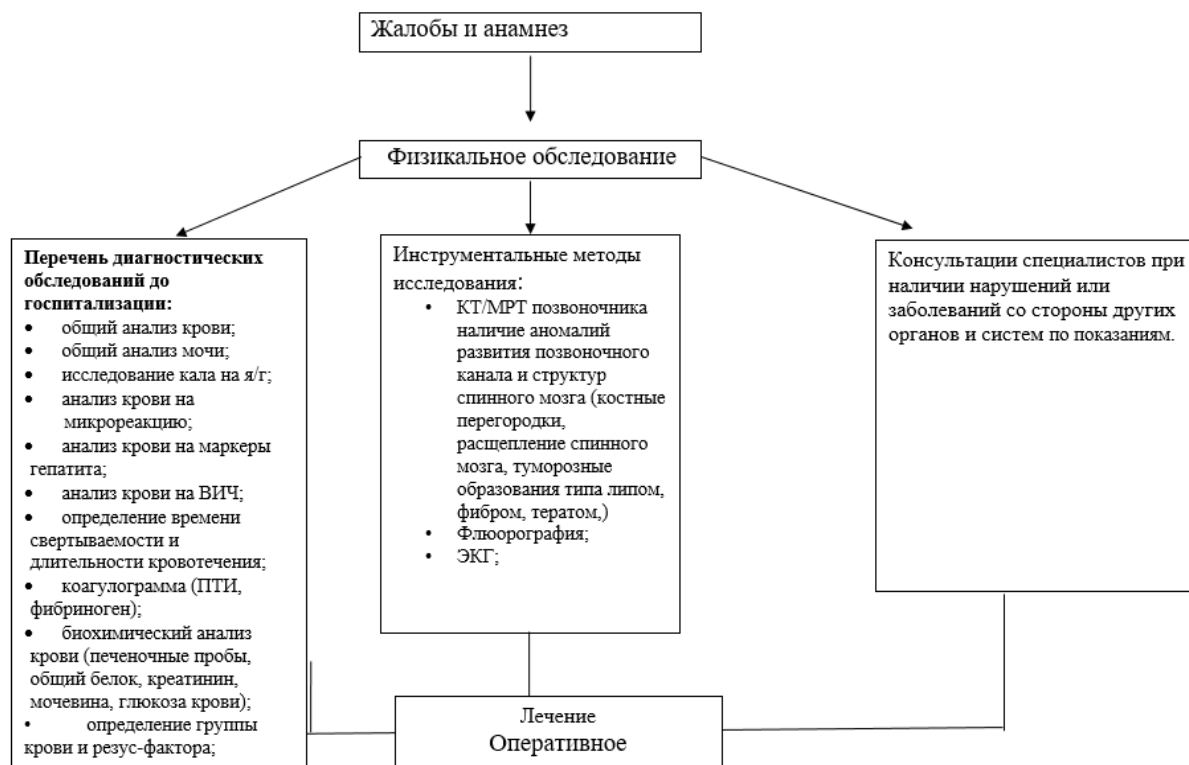 Жалобы и анамнез
Физикальное обследование
Перечень диагностических
обследований до
госпитализации:
• общий анализ крови;
• общий анализ мочи;
• исследование кала на я/г;
• анализ крови на
микрореакцию;
• анализ крови на маркеры
гепатита;
• анализ крови на ВИЧ;
• определение времени
свертываемости и
длительности кровотечения;
• коагулограмма (ПТИ,
фибриноген);
• биохимический анализ
крови (печеночные пробы,
общий белок, креатинин,
мочевина, глюкоза крови);
• определение группы
крови и резус-фактора;
Инструментальные методы
исследования:
• КТ/МРТ позвоночника
наличие аномалий
развития позвоночного
канала и структур
спинного мозга (костные
перегородки,
расщепление спинного
мозга, туморозные
образования типа липом,
фибром, тератом,)
• Флюорография;
• ЭКГ;
Консультации специалистов при
наличии нарушений или
заболеваний со стороны других
органов и систем по показаниям.
Лечение
Оперативное